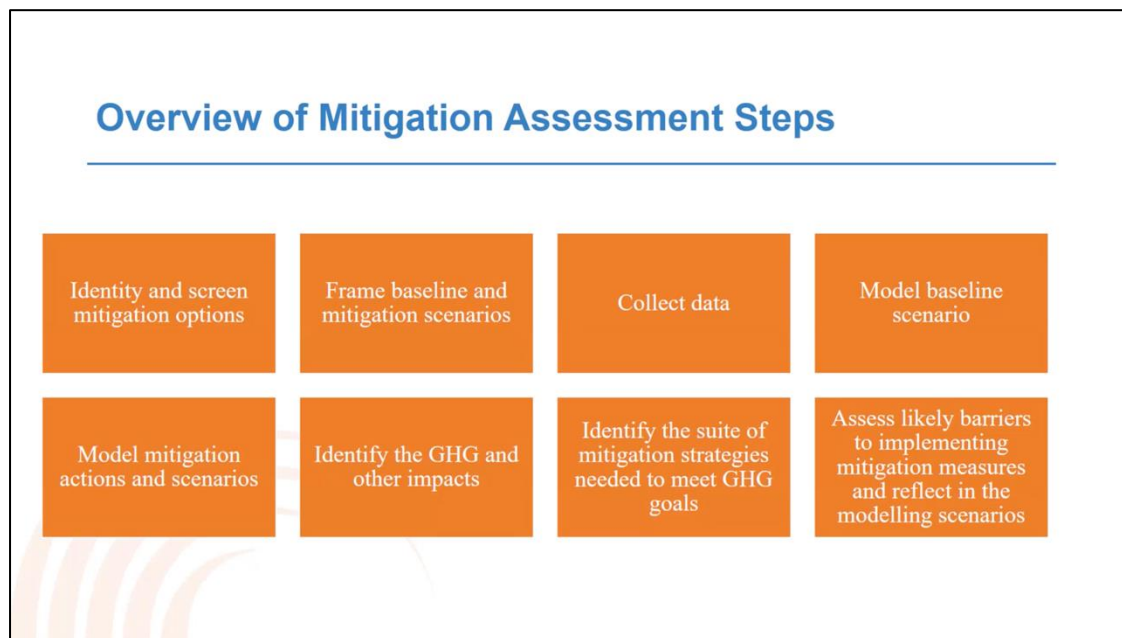 Overview of Mitigation Assessment Steps
Identity and screen
mitigation options
Frame baseline and
mitigation scenarios
Collect data
Model baseline
scenario
Model mitigation
actions and scenarios
Identify the GHG and
other impacts
Identify the suite of
mitigation strategies
needed to meet GHG
goals
Assess likely barriers
to implementing
mitigation measures
and reflect in the
modelling scenarios